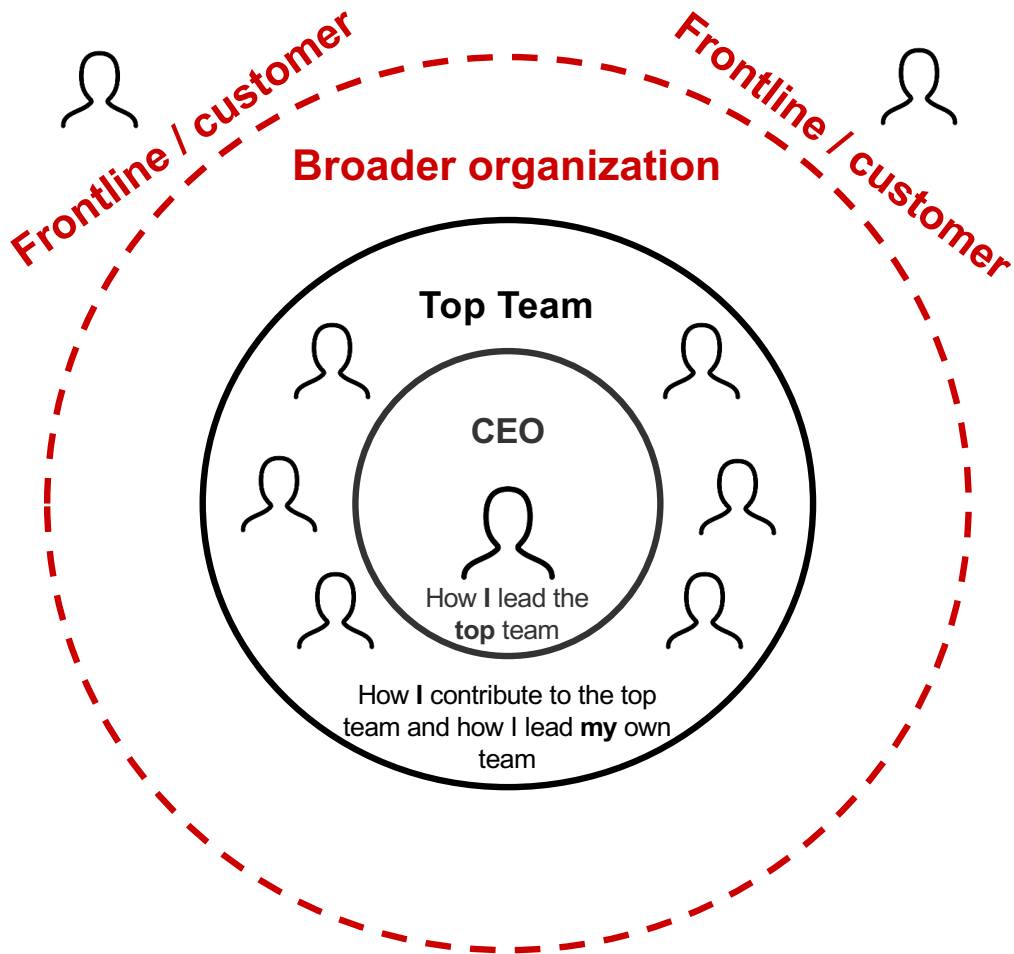 Frontline / customer
Frontline / customer
Broader organization
Top Team
CEO
How I lead the
top team
How I contribute to the top
team and how I lead my own
team